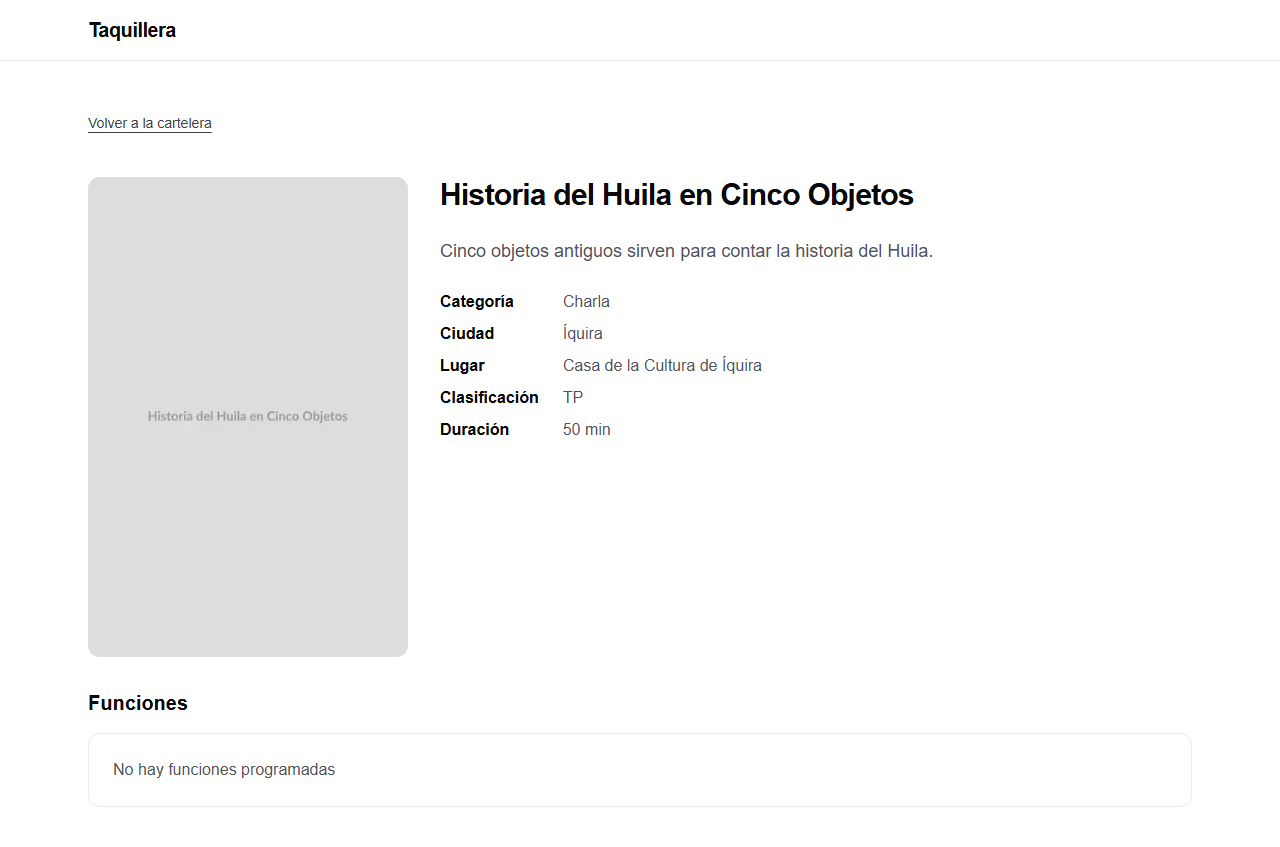 Taquillera
Volver a la cartelera
Historia del Huila en Cinco Objetos
Historia del Huila en Cinco Objetos
Cinco objetos antiguos sirven para contar la historia del Huila.
Categoría Charla
Ciudad Íquira
Lugar Casa de la Cultura de Íquira
Clasificación TP
Duración 50 min
Funciones
No hay funciones programadas